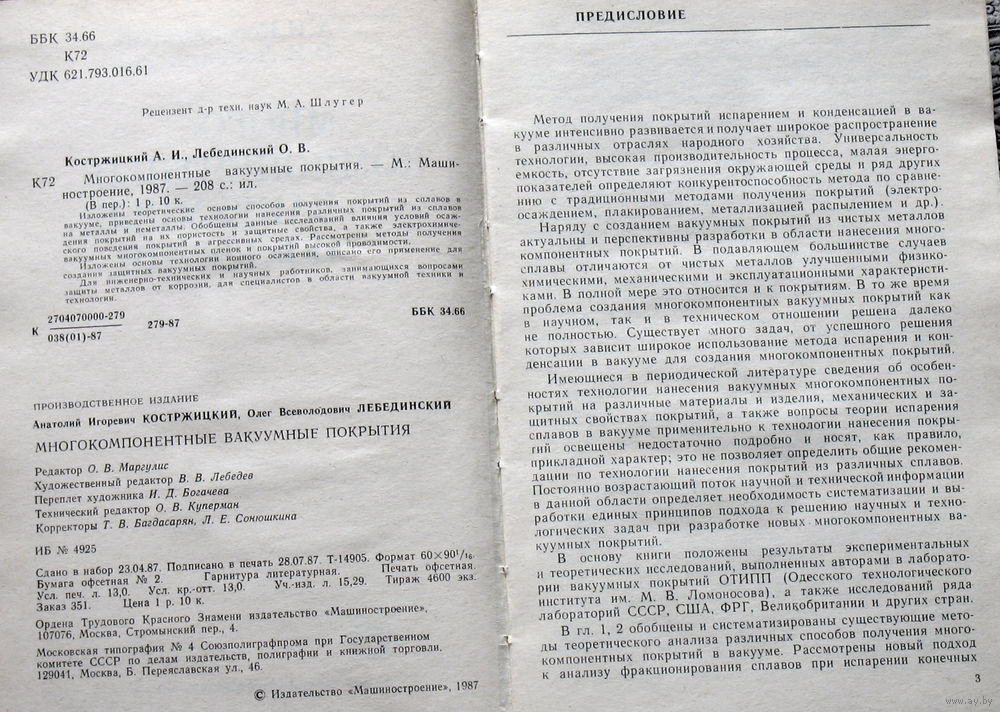 ББК 34.66
К72
УДК 621.793.016.61
Рецензент д-р техн. наук М. А. Шлугер
Костржицкий А. И., Лебединский О. В.
К72 Многокомпонентные вакуумные покрытия. — М.: Маши-
ностроение, 1987. — 208 с.: ил.
(В пер.): 1 р. 10 к.
Изложены теоретические основы способов получения покрытий из сплавов в
вакууме, приведены основы технологии нанесения различных покрытий из сплавов
на металлы и неметаллы. Обобщены данные исследования влияния условий осаж-
дения покрытий на их пористость и защитные свойства, а также электрохимиче-
ского поведения покрытий в агрессивных средах. Рассмотрены методы получения
вакуумных многокомпонентных пленок и покрытий высокой проводимости.
Изложены основы технологии ионного осаждения, описано его применение для
создания защитных вакуумных покрытий.
Для инженерно-технических и научных работников, занимающихся вопросами
защиты металлов от коррозии, для специалистов в области вакуумной техники и
технологии.
К 2704070000-279
038(01)-87
279-87
ББК 34.66
ПРОИЗВОДСТВЕННОЕ ИЗДАНИЕ
Анатолий Игоревич КОСТРЖИЦКИЙ, Олег Всеволодович ЛЕБЕДИНСКИЙ
МНОГОКОМПОНЕНТНЫЕ ВАКУУМНЫЕ ПОКРЫТИЯ
Редактор О. В. Маргулис
Художественный редактор В. В. Лебедев
Переплет художника И. Д. Богачева
Технический редактор О. В. Куперман
Корректоры Т. В. Багдасарян, Л. Е. Сонюшкина
ИБ № 4925
Сдано в набор 23.04.87. Подписано в печать 28.07.87. Т-14905. Формат 60×90¹/₁₆.
Бумага офсетная № 2. Гарнитура литературная. Печать офсетная.
Усл. печ. л. 13,0. Усл. кр.-отт. 13,0. Уч.-изд. л. 15,29. Тираж 4600 экз.
Заказ 351. Цена 1 р. 10 к.
Ордена Трудового Красного Знамени издательство «Машиностроение»,
107076, Москва, Стромынский пер., 4.
Московская типография № 4 Союзполиграфпрома при Государственном
комитете СССР по делам издательств, полиграфии и книжной торговли.
129041, Москва, Б. Переяславская ул., 46.
© Издательство «Машиностроение», 1987
ПРЕДИСЛОВИЕ
Метод получения покрытий испарением и конденсацией в ва-
кууме интенсивно развивается и получает широкое распространение
в различных отраслях народного хозяйства. Универсальность
технологии, высокая производительность процесса, малая энерго-
емкость, отсутствие загрязнения окружающей среды и ряд других
показателей определяют конкурентоспособность метода по сравне-
нию с традиционными методами получения покрытий (электро-
осаждением, плакированием, металлизацией распылением и др.).
Наряду с созданием вакуумных покрытий из чистых металлов
актуальны и перспективны разработки в области нанесения много-
компонентных покрытий. В подавляющем большинстве случаев
сплавы отличаются от чистых металлов улучшенными физико-
химическими, механическими и эксплуатационными характеристи-
ками. В полной мере это относится и к покрытиям. В то же время
проблема создания многокомпонентных вакуумных покрытий как
в научном, так и в техническом отношении решена далеко
не полностью. Существует много задач, от успешного решения
которых зависит широкое использование метода испарения и кон-
денсации в вакууме для создания многокомпонентных покрытий.
Имеющиеся в периодической литературе сведения об особен-
ностях технологии нанесения вакуумных многокомпонентных по-
крытий на различные материалы и изделия, механических и за-
щитных свойствах покрытий, а также вопросы теории испарения
сплавов в вакууме применительно к технологии нанесения покры-
тий освещены недостаточно подробно и носят, как правило,
прикладной характер; это не позволяет определить общие рекомен-
дации по технологии нанесения покрытий из различных сплавов.
Постоянно возрастающий поток научной и технической информации
в данной области определяет необходимость систематизации и вы-
работки единых принципов подхода к решению научных и техно-
логических задач при разработке новых многокомпонентных ва-
куумных покрытий.
В основу книги положены результаты экспериментальных
и теоретических исследований, выполненных авторами в лаборато-
рии вакуумных покрытий ОТИПП (Одесского технологического
института им. М. В. Ломоносова), а также исследований ряда
лабораторий СССР, США, ФРГ, Великобритании и других стран.
В гл. 1, 2 обобщены и систематизированы существующие мето-
ды теоретического анализа различных способов получения много-
компонентных покрытий в вакууме. Рассмотрены новый подход
к анализу фракционирования сплавов при испарении конечных
3
www.ay.by